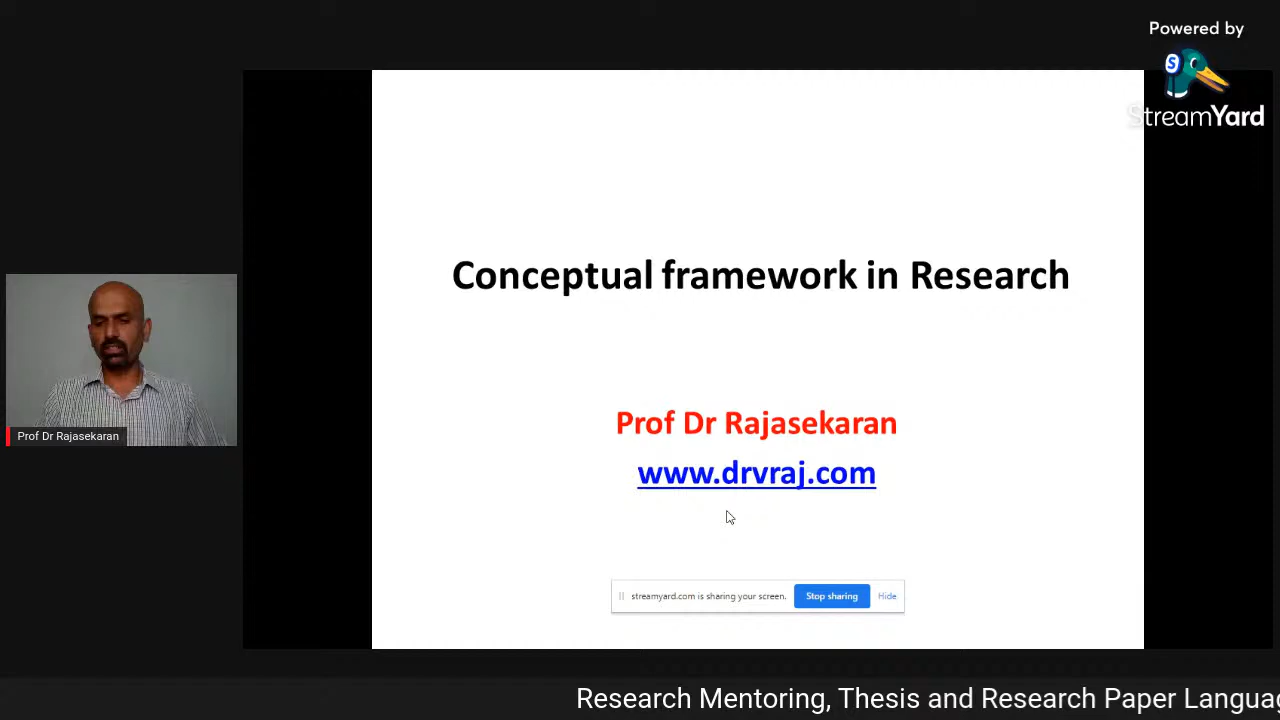 Powered by
S
StreamYard
Conceptual framework in Research
Prof Dr Rajasekaran
www.drvraj.com
Prof Dr Rajasekaran
streamyard.com is sharing your screen.
Stop sharing
Hide
Research Mentoring, Thesis and Research Paper Langua